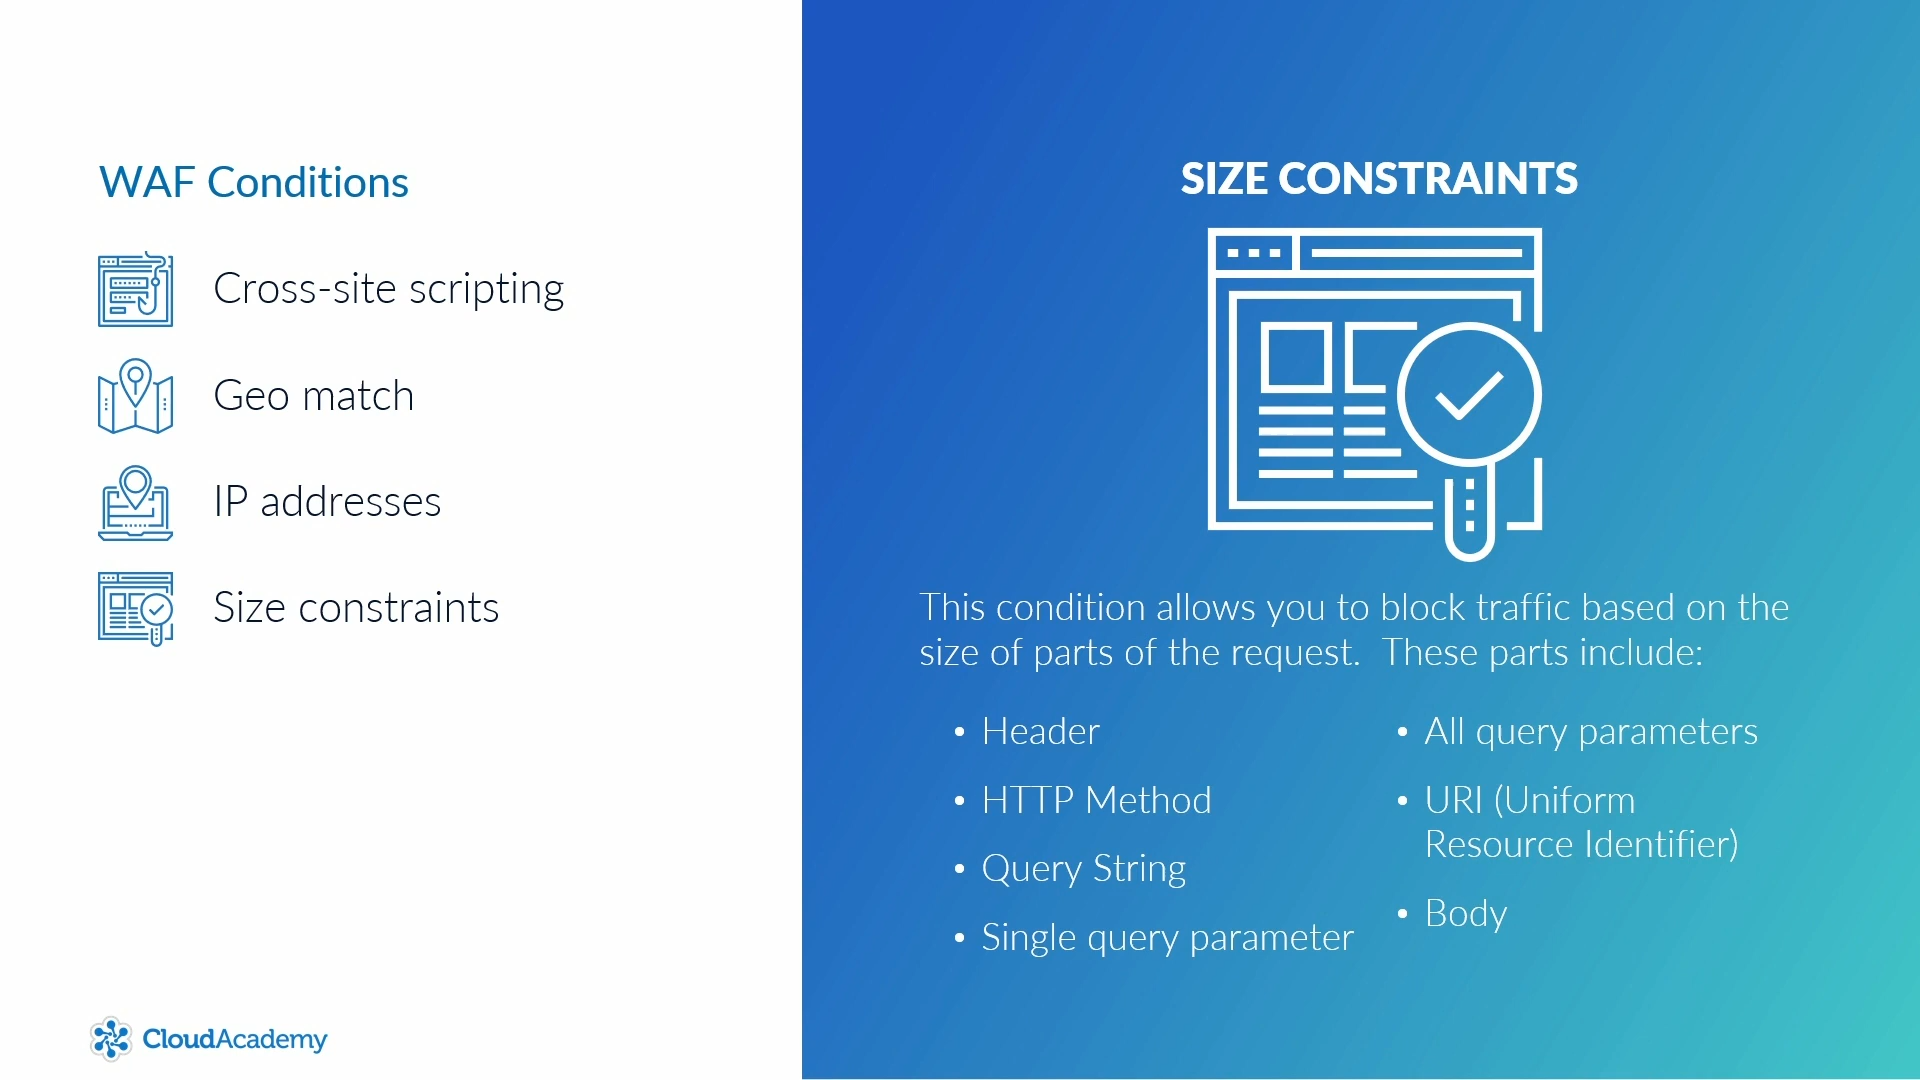 WAF Conditions
Cross-site scripting
Geo match
IP addresses
Size constraints
CloudAcademy
SIZE CONSTRAINTS
This condition allows you to block traffic based on the
size of parts of the request. These parts include:
• Header
• HTTP Method
• Query String
• Single query parameter
• All query parameters
• URI (Uniform
Resource Identifier)
• Body